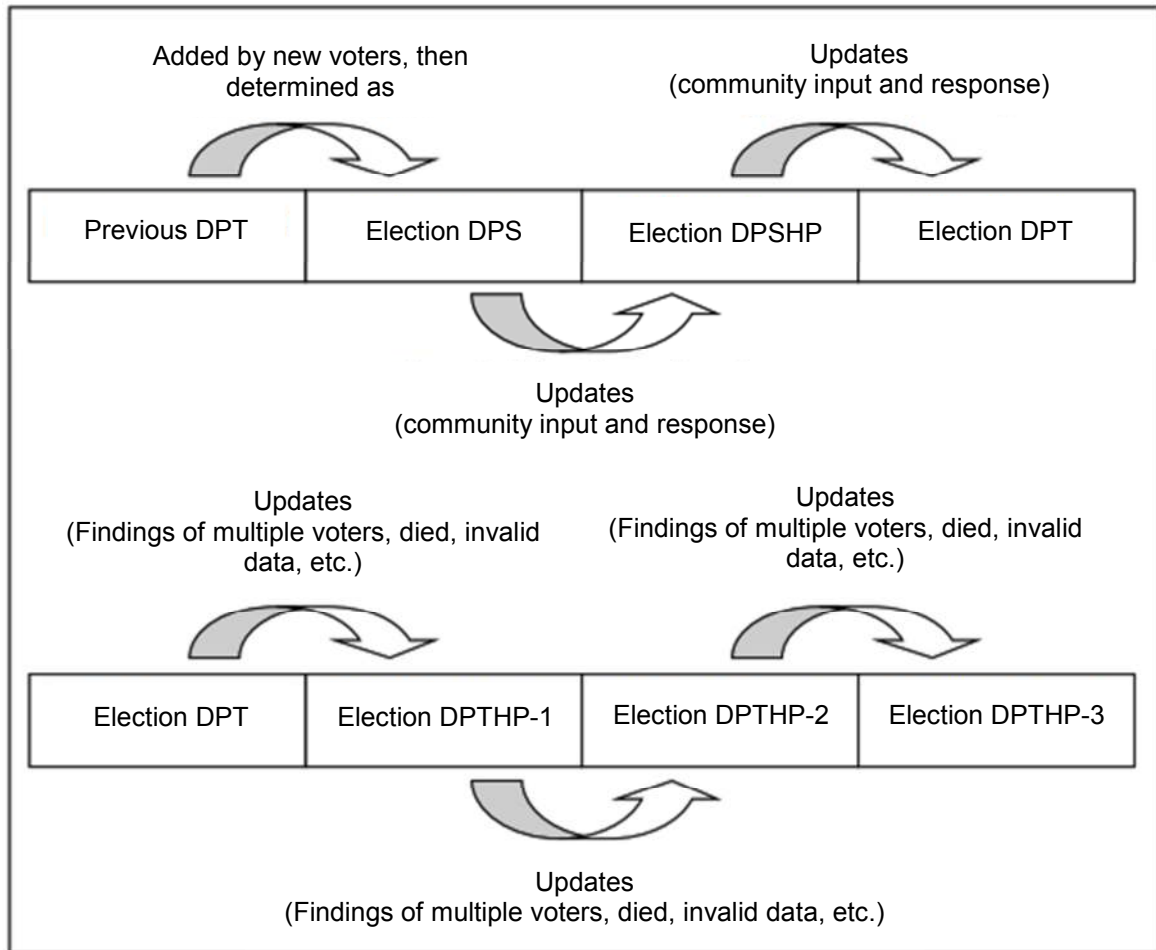 Added by new voters, then
determined as
Updates
(community input and response)
Previous DPT
Election DPS
Election DPSHP
Election DPT
Updates
(community input and response)
Updates
(Findings of multiple voters, died, invalid
data, etc.)
Updates
(Findings of multiple voters, died, invalid
data, etc.)
Election DPT
Election DPTHP-1
Election DPTHP-2
Election DPTHP-3
Updates
(Findings of multiple voters, died, invalid data, etc.)